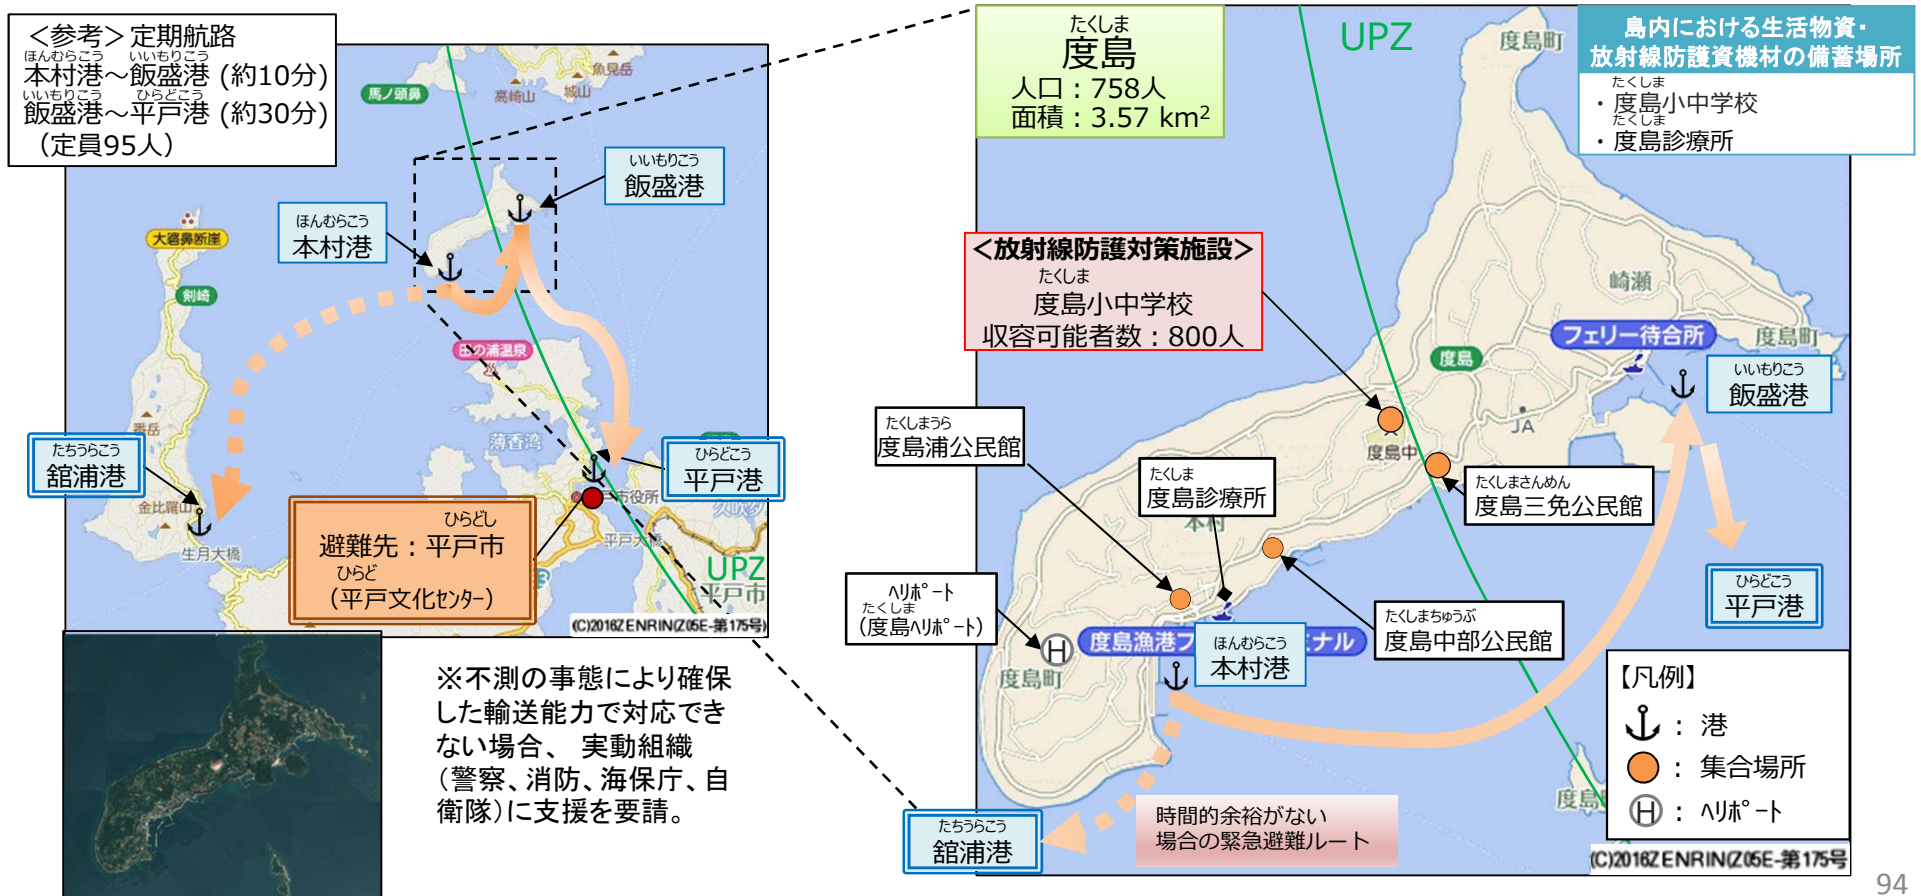 ＜参考＞定期航路
ほんむらこう いいもりこう
本村港～飯盛港 (約10分)
いいもりこう ひらどこう
飯盛港～平戸港 (約30分)
（定員95人）
馬ノ頭鼻
高崎山
城山
魚見岳
いいもりこう
飯盛港
ほんむらこう
本村港
大碆鼻断崖
剣崎
田の浦温泉
番岳
薄香湾
たちうらこう
舘浦港
金比羅山
生月大橋
ひらどこう
平戸港
戸市役所
平戸大橋
ひらどし
避難先：平戸市
ひらど
（平戸文化ｾﾝﾀｰ）
UPZ
平戸市
(C)2016ZENRIN(Z05E-第175号)
※不測の事態により確保
した輸送能力で対応でき
ない場合、 実動組織
（警察、消防、海保庁、自
衛隊）に支援を要請。
たくしま
度島
人口：758人
面積：3.57 km²
UPZ
度島町
島内における生活物資・
放射線防護資機材の備蓄場所
たくしま
・度島小中学校
たくしま
・度島診療所
＜放射線防護対策施設＞
たくしま
度島小中学校
収容可能者数：800人
崎瀬
フェリー待合所
度島町
度島
いいもりこう
飯盛港
JA
度島中
たくしまうら
度島浦公民館
たくしま
度島診療所
本村
たくしまさんめん
度島三免公民館
ひらどこう
平戸港
ﾍﾘﾎﾟｰﾄ
たくしま
（度島ﾍﾘﾎﾟｰﾄ）
H
度島漁港フ
ミナル
ほんむらこう
本村港
たくしまちゅうぶ
度島中部公民館
度島町
【凡例】
： 港
： 集合場所
H ： ﾍﾘﾎﾟｰﾄ
度島
たちうらこう
舘浦港
時間的余裕がない
場合の緊急避難ルート
(C)2016ZENRIN(Z05E-第175号
94